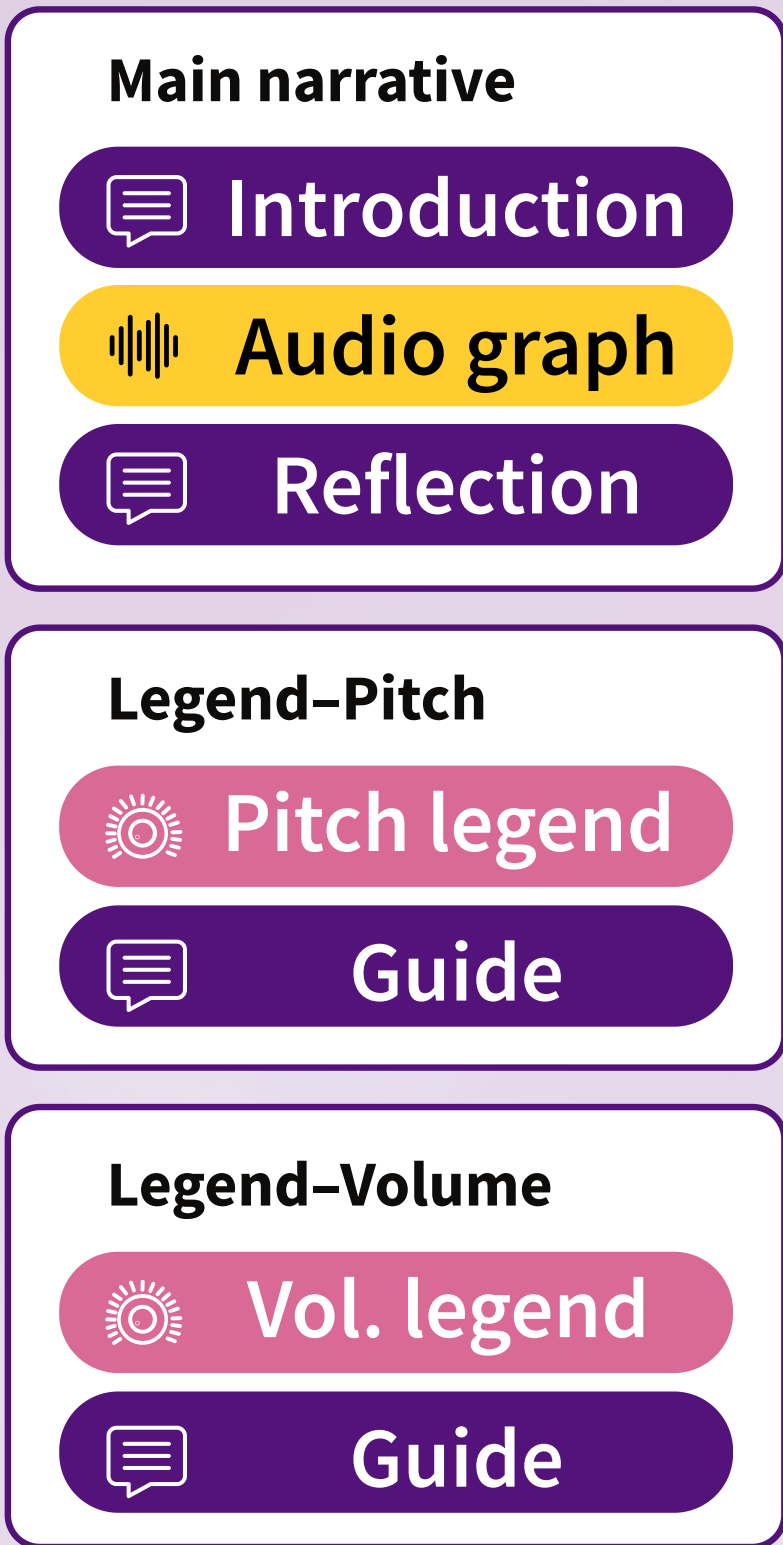 Main narrative
Introduction
Audio graph
Reflection
Legend–Pitch
Pitch legend
Guide
Legend–Volume
Vol. legend
Guide